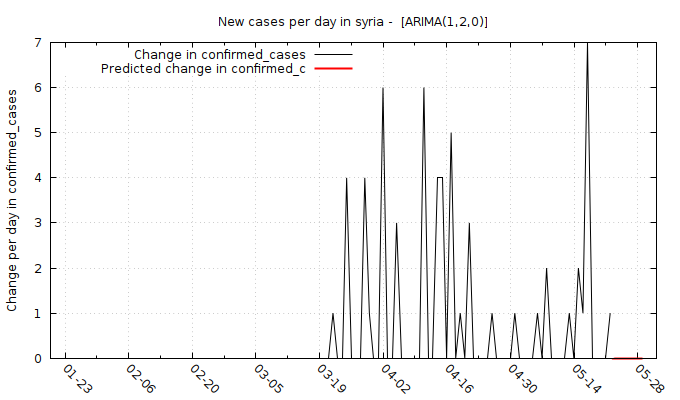 New cases per day in syria -  [ARIMA(1,2,0)]
Change in confirmed_cases
Predicted change in confirmed_c
Change per day in confirmed_cases
7
6
5
4
3
2
1
0
01-23 02-06 02-20 03-05 03-19 04-02 04-16 04-30 05-14 05-28